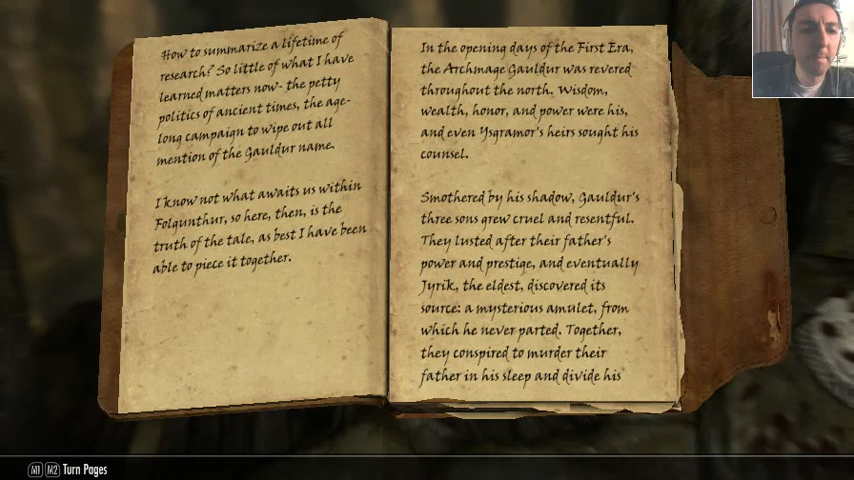 How to summarize a lifetime of
research? So little of what I have
learned matters now- the petty
politics of ancient times, the age-
long campaign to wipe out all
mention of the Gauldur name.
I know not what awaits us within
Folgunthur, so here, then, is the
truth of the tale, as best I have been
able to piece it together.
In the opening days of the First Era,
the Archmage Gauldur was revered
throughout the north. Wisdom,
wealth, honor, and power were his,
and even Ysgramor's heirs sought his
counsel.
Smothered by his shadow, Gauldur's
three sons grew cruel and resentful.
They lusted after their father's
power and prestige, and eventually
Jyrik, the eldest, discovered its
source: a mysterious amulet, from
which he never parted. Together,
they conspired to murder their
father in his sleep and divide his
M1 M2 Turn Pages